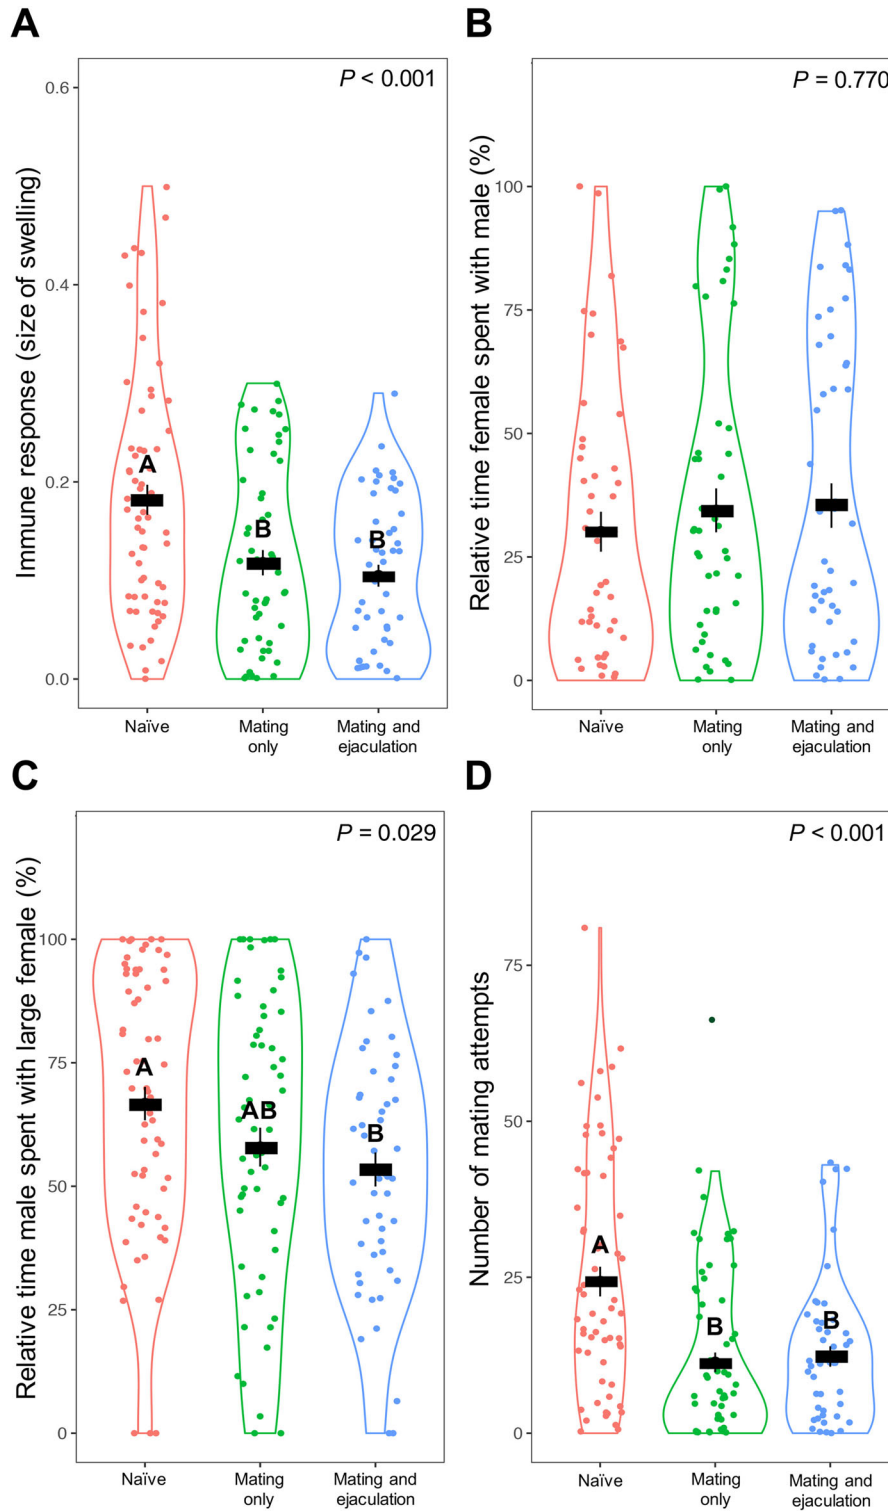 A
Immune response (size of swelling)
P < 0.001
0.6
0.4
0.2
0.0
A
B
B
Naïve
Mating
only
Mating and
ejaculation
B
Relative time female spent with male (%)
P = 0.770
100
75
50
25
0
Naïve
Mating
only
Mating and
ejaculation
C
Relative time male spent with large female (%)
P = 0.029
100
75
50
25
0
A
AB
B
Naïve
Mating
only
Mating and
ejaculation
D
Number of mating attempts
P < 0.001
75
50
25
0
A
B
B
Naïve
Mating
only
Mating and
ejaculation